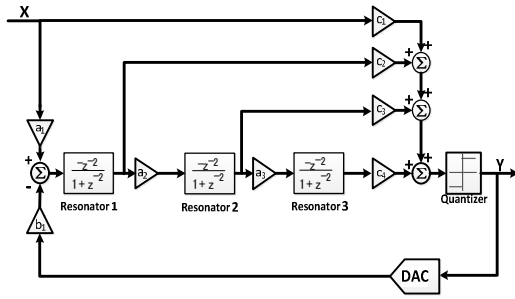 X
c₁
c₂
c₃
a₁
+
-
Σ
-z⁻²
1+z⁻²
a₂
-z⁻²
1+z⁻²
a₃
-z⁻²
1+z⁻²
c₄
+ +
Σ
+ +
Σ
+ +
Σ
Y
Resonator 1
Resonator 2
Resonator 3
Quantizer
b₁
DAC